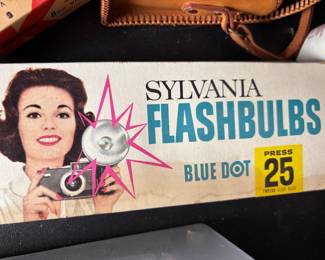 SYLVANIA
FLASHBULBS
BLUE DOT
PRESS
25